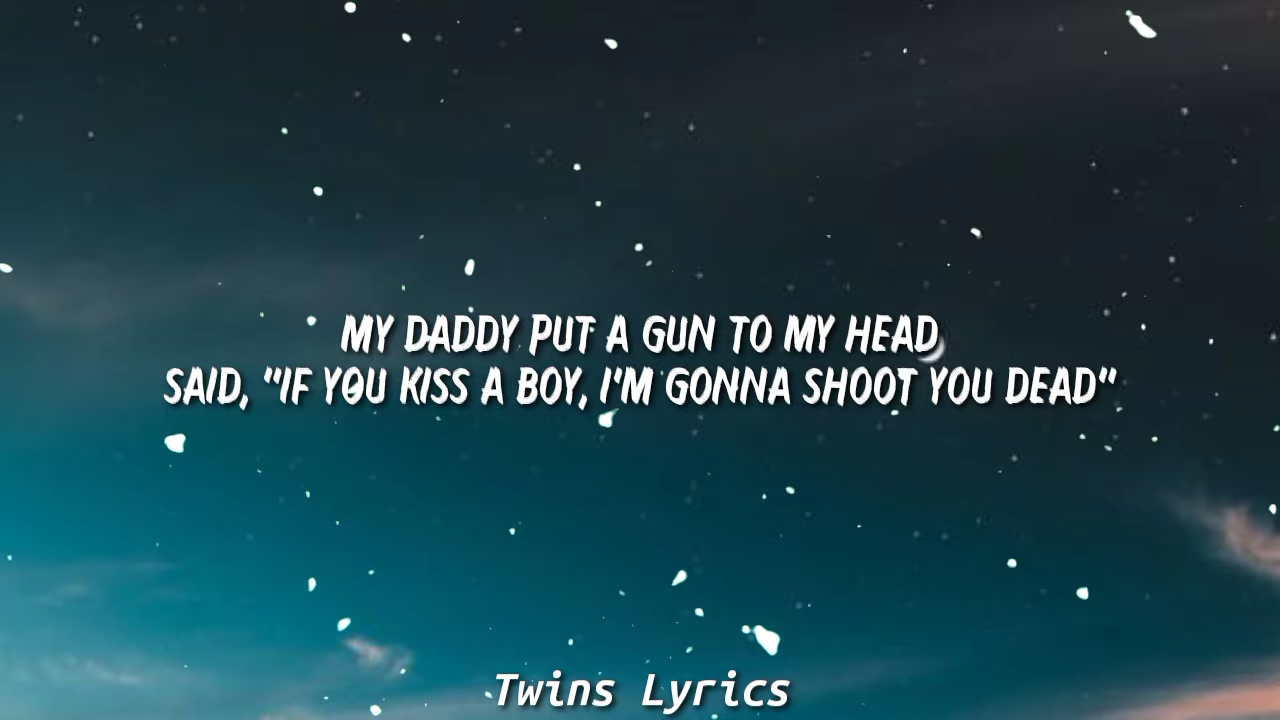 MY DADDY PUT A GUN TO MY HEAD
SAID, "IF YOU KISS A BOY, I'M GONNA SHOOT YOU DEAD"
Twins Lyrics